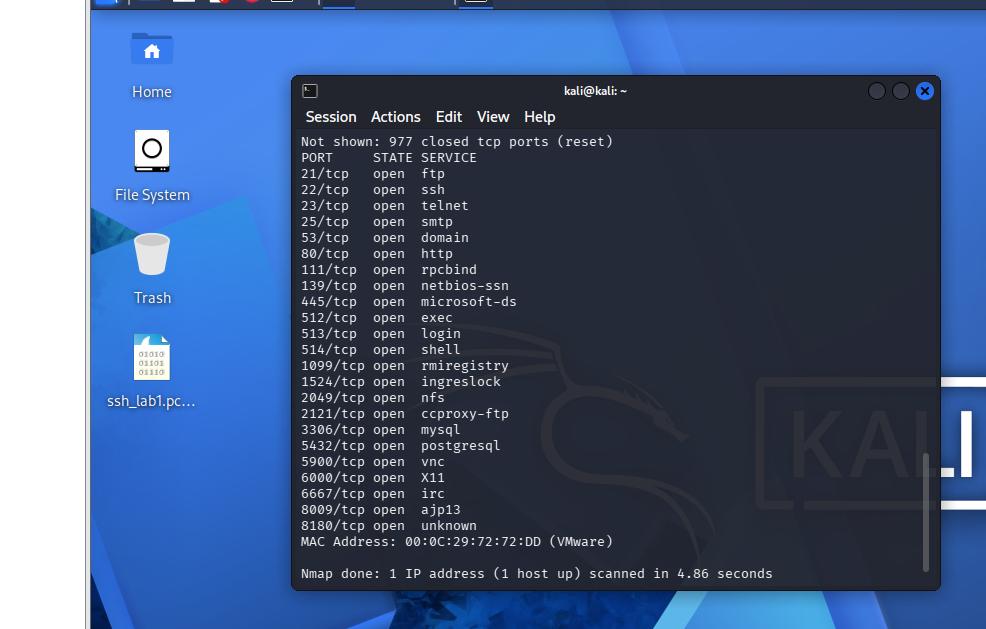 Home
File System
Trash
01010
01101
01110
ssh_lab1.pc...
kali@kali: ~
Session Actions Edit View Help
Not shown: 977 closed tcp ports (reset)
PORT     STATE SERVICE
21/tcp   open  ftp
22/tcp   open  ssh
23/tcp   open  telnet
25/tcp   open  smtp
53/tcp   open  domain
80/tcp   open  http
111/tcp  open  rpcbind
139/tcp  open  netbios-ssn
445/tcp  open  microsoft-ds
512/tcp  open  exec
513/tcp  open  login
514/tcp  open  shell
1099/tcp open  rmiregistry
1524/tcp open  ingreslock
2049/tcp open  nfs
2121/tcp open  ccproxy-ftp
3306/tcp open  mysql
5432/tcp open  postgresql
5900/tcp open  vnc
6000/tcp open  X11
6667/tcp open  irc
8009/tcp open  ajp13
8180/tcp open  unknown
MAC Address: 00:0C:29:72:72:DD (VMware)
Nmap done: 1 IP address (1 host up) scanned in 4.86 seconds
KALI